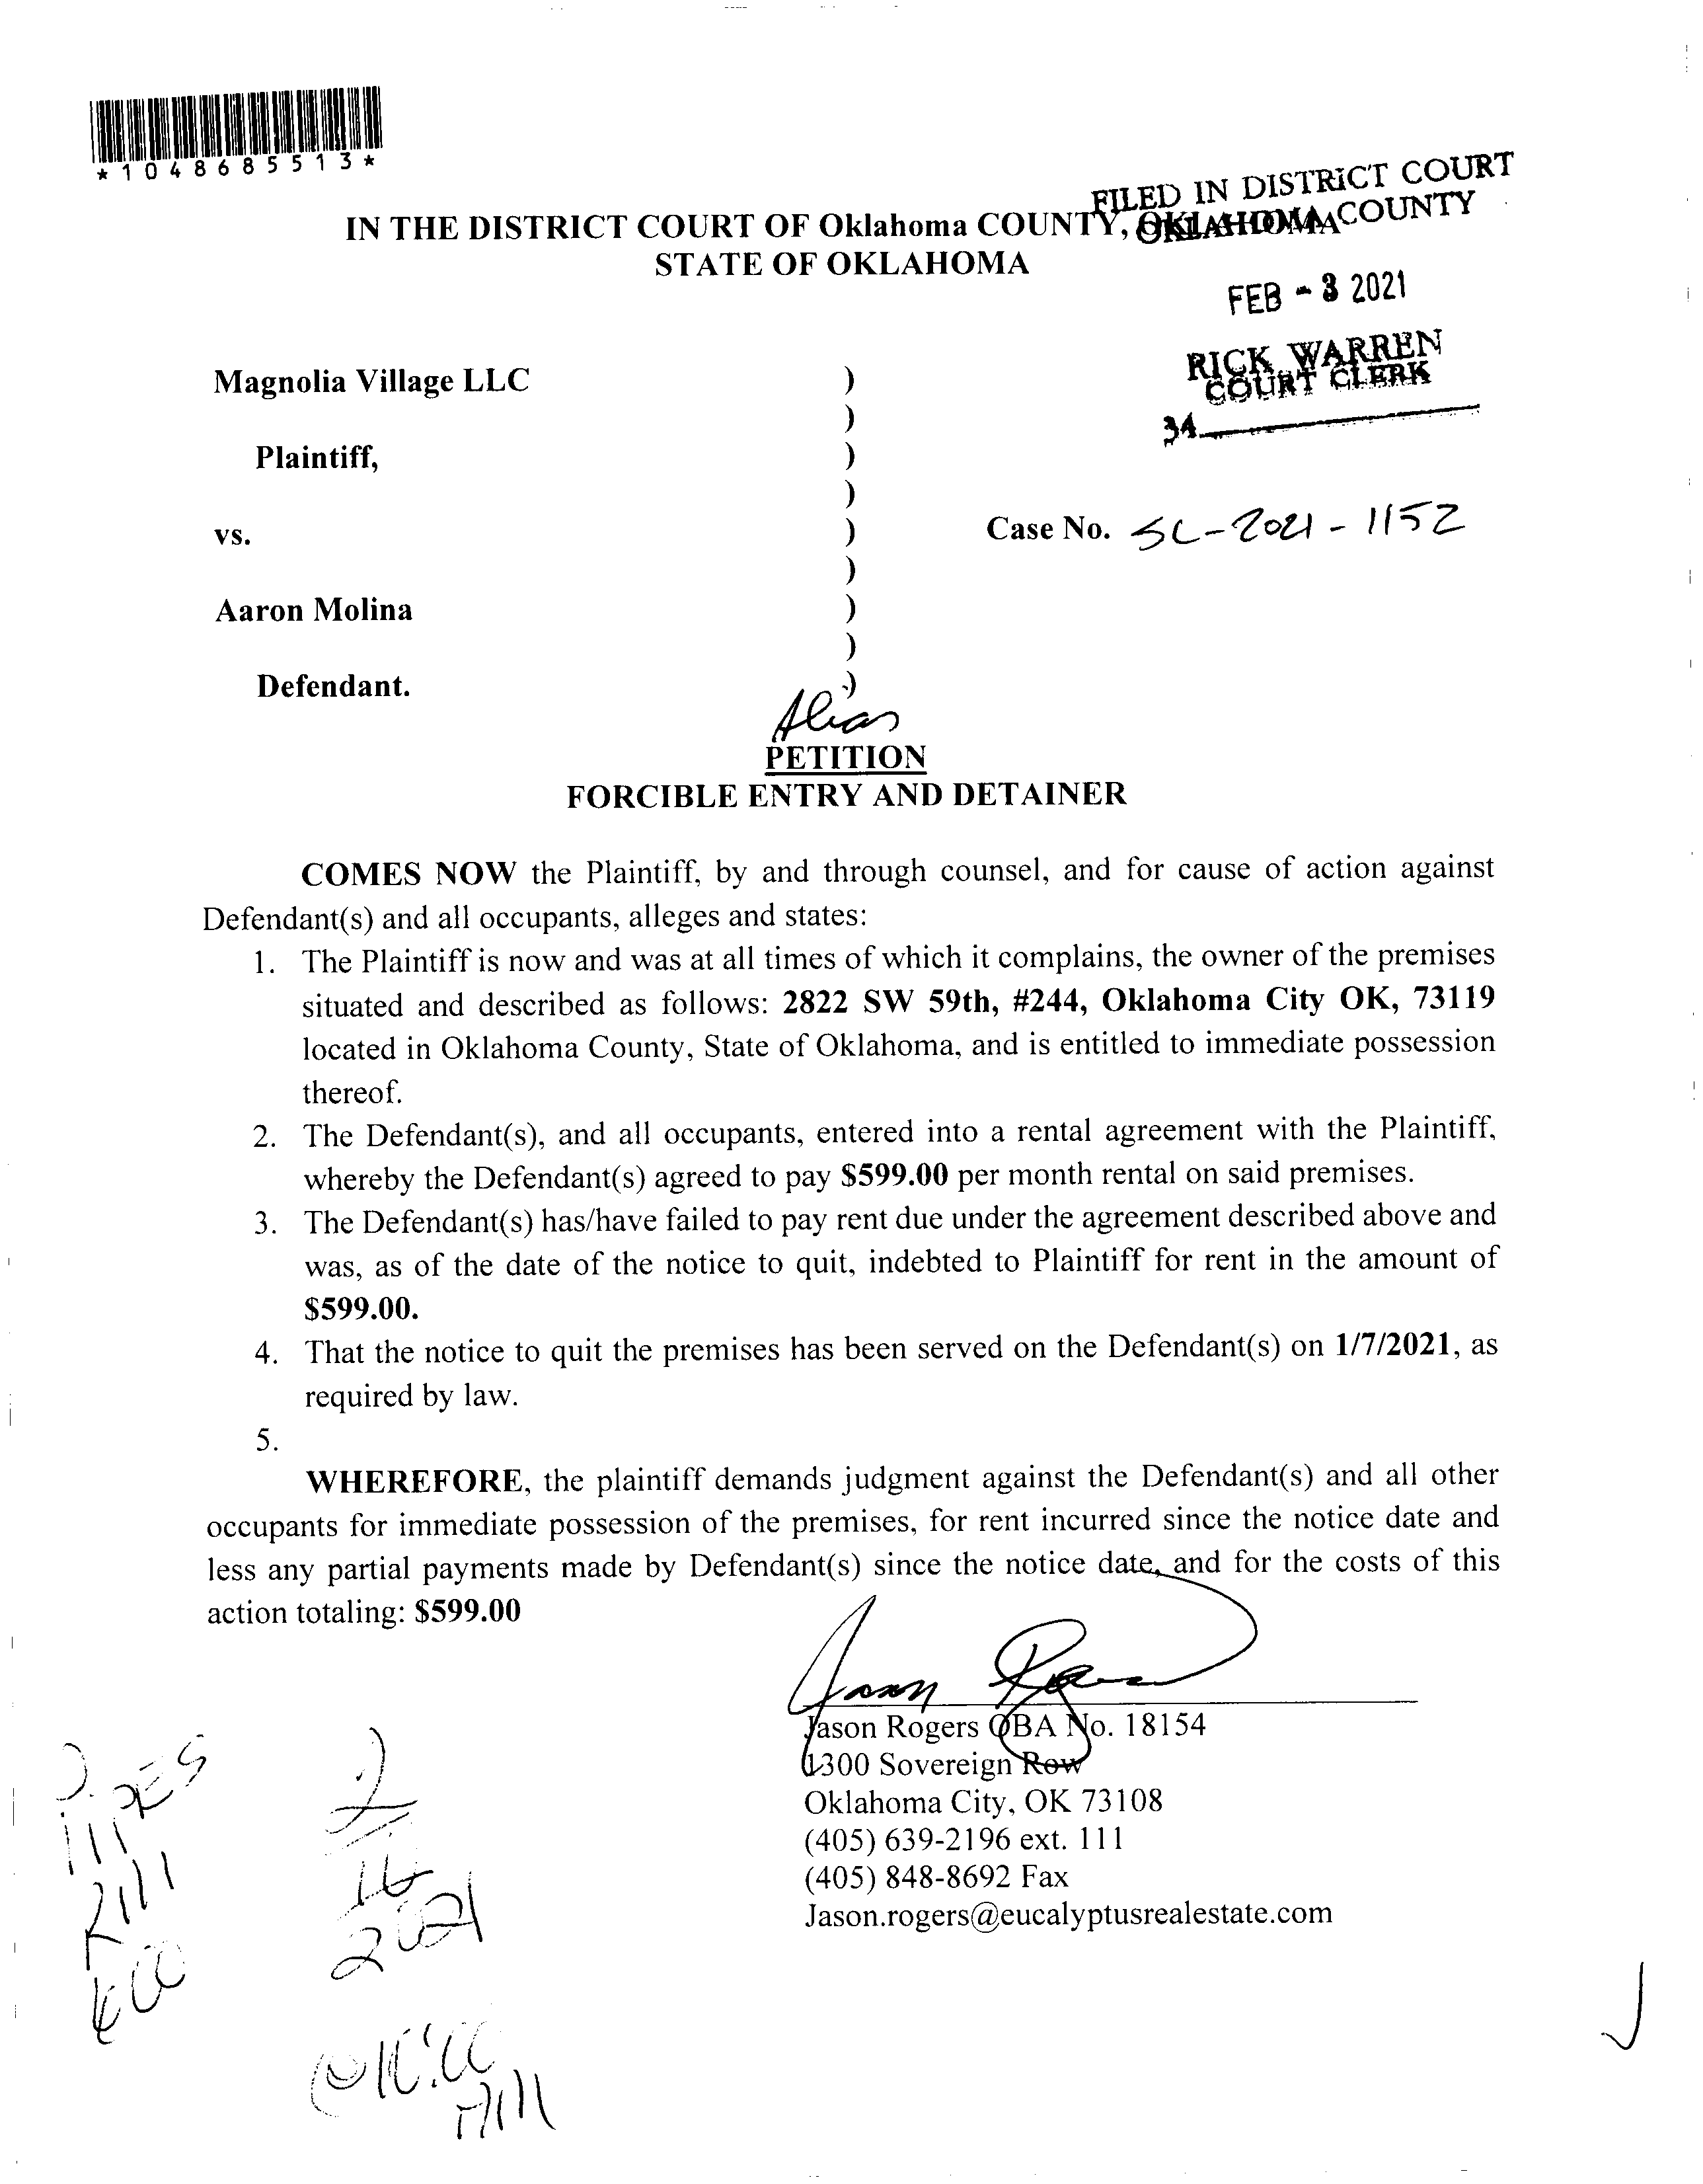 *1048685513*
FILED IN DISTRICT COURT
OKLAHOMA COUNTY
IN THE DISTRICT COURT OF Oklahoma COUNTY,
STATE OF OKLAHOMA
FEB - 3 2021
RICK WARREN
COURT CLERK
34
Magnolia Village LLC )
)
Plaintiff, )
)
vs. )
Case No. SC-2021-1152
)
Aaron Molina )
)
Defendant. )
Alias
PETITION
FORCIBLE ENTRY AND DETAINER
COMES NOW the Plaintiff, by and through counsel, and for cause of action against
Defendant(s) and all occupants, alleges and states:
1. The Plaintiff is now and was at all times of which it complains, the owner of the premises
situated and described as follows: 2822 SW 59th, #244, Oklahoma City OK, 73119
located in Oklahoma County, State of Oklahoma, and is entitled to immediate possession
thereof.
2. The Defendant(s), and all occupants, entered into a rental agreement with the Plaintiff,
whereby the Defendant(s) agreed to pay $599.00 per month rental on said premises.
3. The Defendant(s) has/have failed to pay rent due under the agreement described above and
was, as of the date of the notice to quit, indebted to Plaintiff for rent in the amount of
$599.00.
4. That the notice to quit the premises has been served on the Defendant(s) on 1/7/2021, as
required by law.
5.
WHEREFORE, the plaintiff demands judgment against the Defendant(s) and all other
occupants for immediate possession of the premises, for rent incurred since the notice date and
less any partial payments made by Defendant(s) since the notice date, and for the costs of this
action totaling: $599.00
Jason Rogers OBA No. 18154
1300 Sovereign Row
Oklahoma City, OK 73108
(405) 639-2196 ext. 111
(405) 848-8692 Fax
Jason.rogers@eucalyptusrealestate.com
2
16
2021